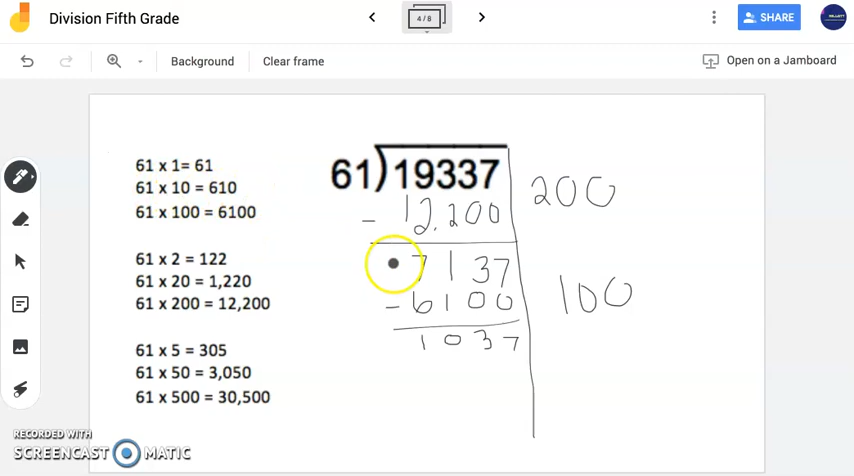 Division Fifth Grade
4 / 8
SHARE
Background
Clear frame
Open on a Jamboard
61 x 1= 61
61 x 10 = 610
61 x 100 = 6100
61 x 2 = 122
61 x 20 = 1,220
61 x 200 = 12,200
61 x 5 = 305
61 x 50 = 3,050
61 x 500 = 30,500
61)19337
- 12,200
200
7137
-6100
100
1037
RECORDED WITH
SCREENCAST MATIC